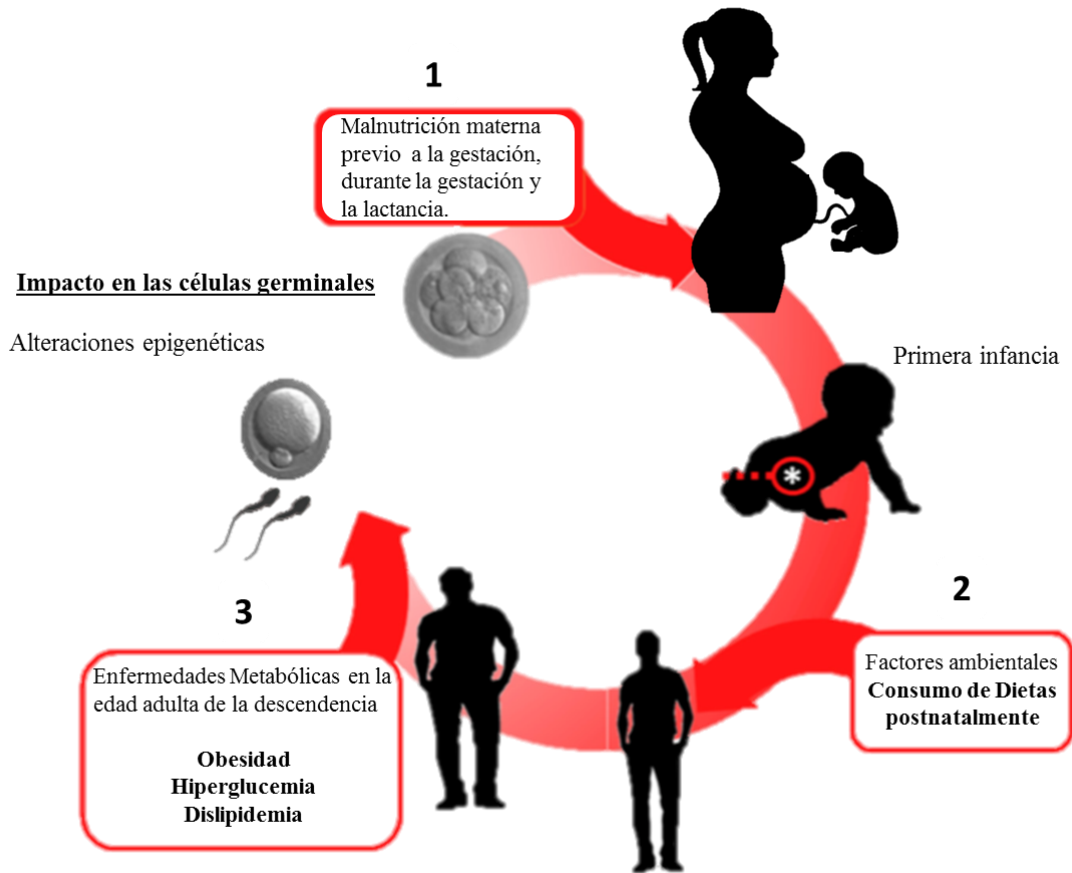 1
Malnutrición materna
previo a la gestación,
durante la gestación y
la lactancia.
Impacto en las células germinales
Alteraciones epigenéticas
Primera infancia
*
2
Factores ambientales
Consumo de Dietas
postnatalmente
3
Enfermedades Metabólicas en la
edad adulta de la descendencia
Obesidad
Hiperglucemia
Dislipidemia